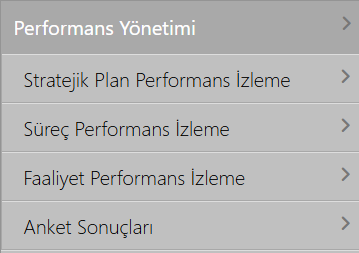 Performans Yönetimi
Stratejik Plan Performans İzleme
Süreç Performans İzleme
Faaliyet Performans İzleme
Anket Sonuçları